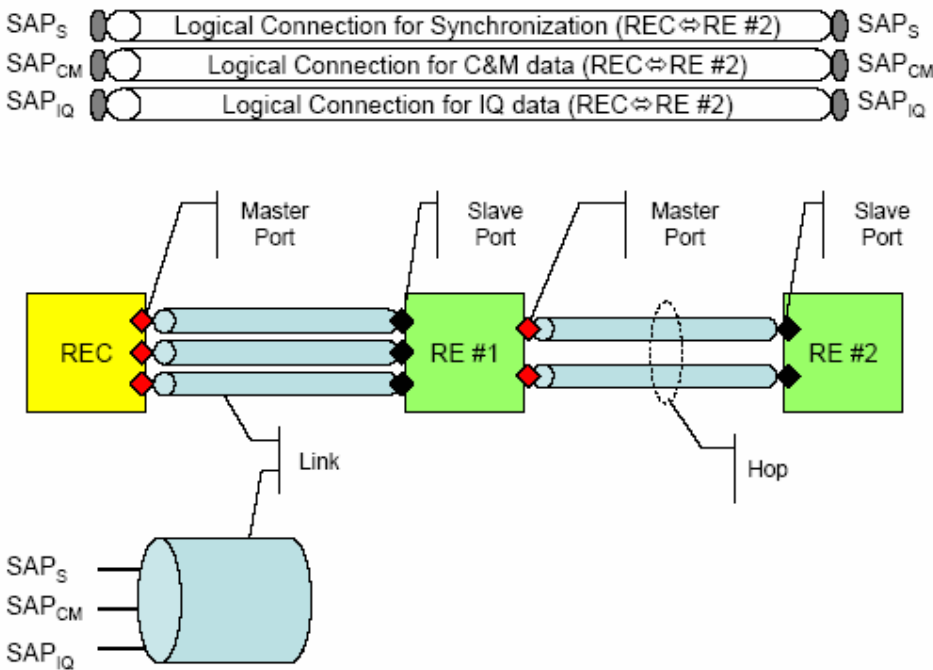 SAPS Logical Connection for Synchronization (REC⇔RE #2) SAPS
SAPCM Logical Connection for C&M data (REC⇔RE #2) SAPCM
SAPIQ Logical Connection for IQ data (REC⇔RE #2) SAPIQ
Master Port
Slave Port
Master Port
Slave Port
REC
RE #1
RE #2
Link
Hop
SAPS
SAPCM
SAPIQ